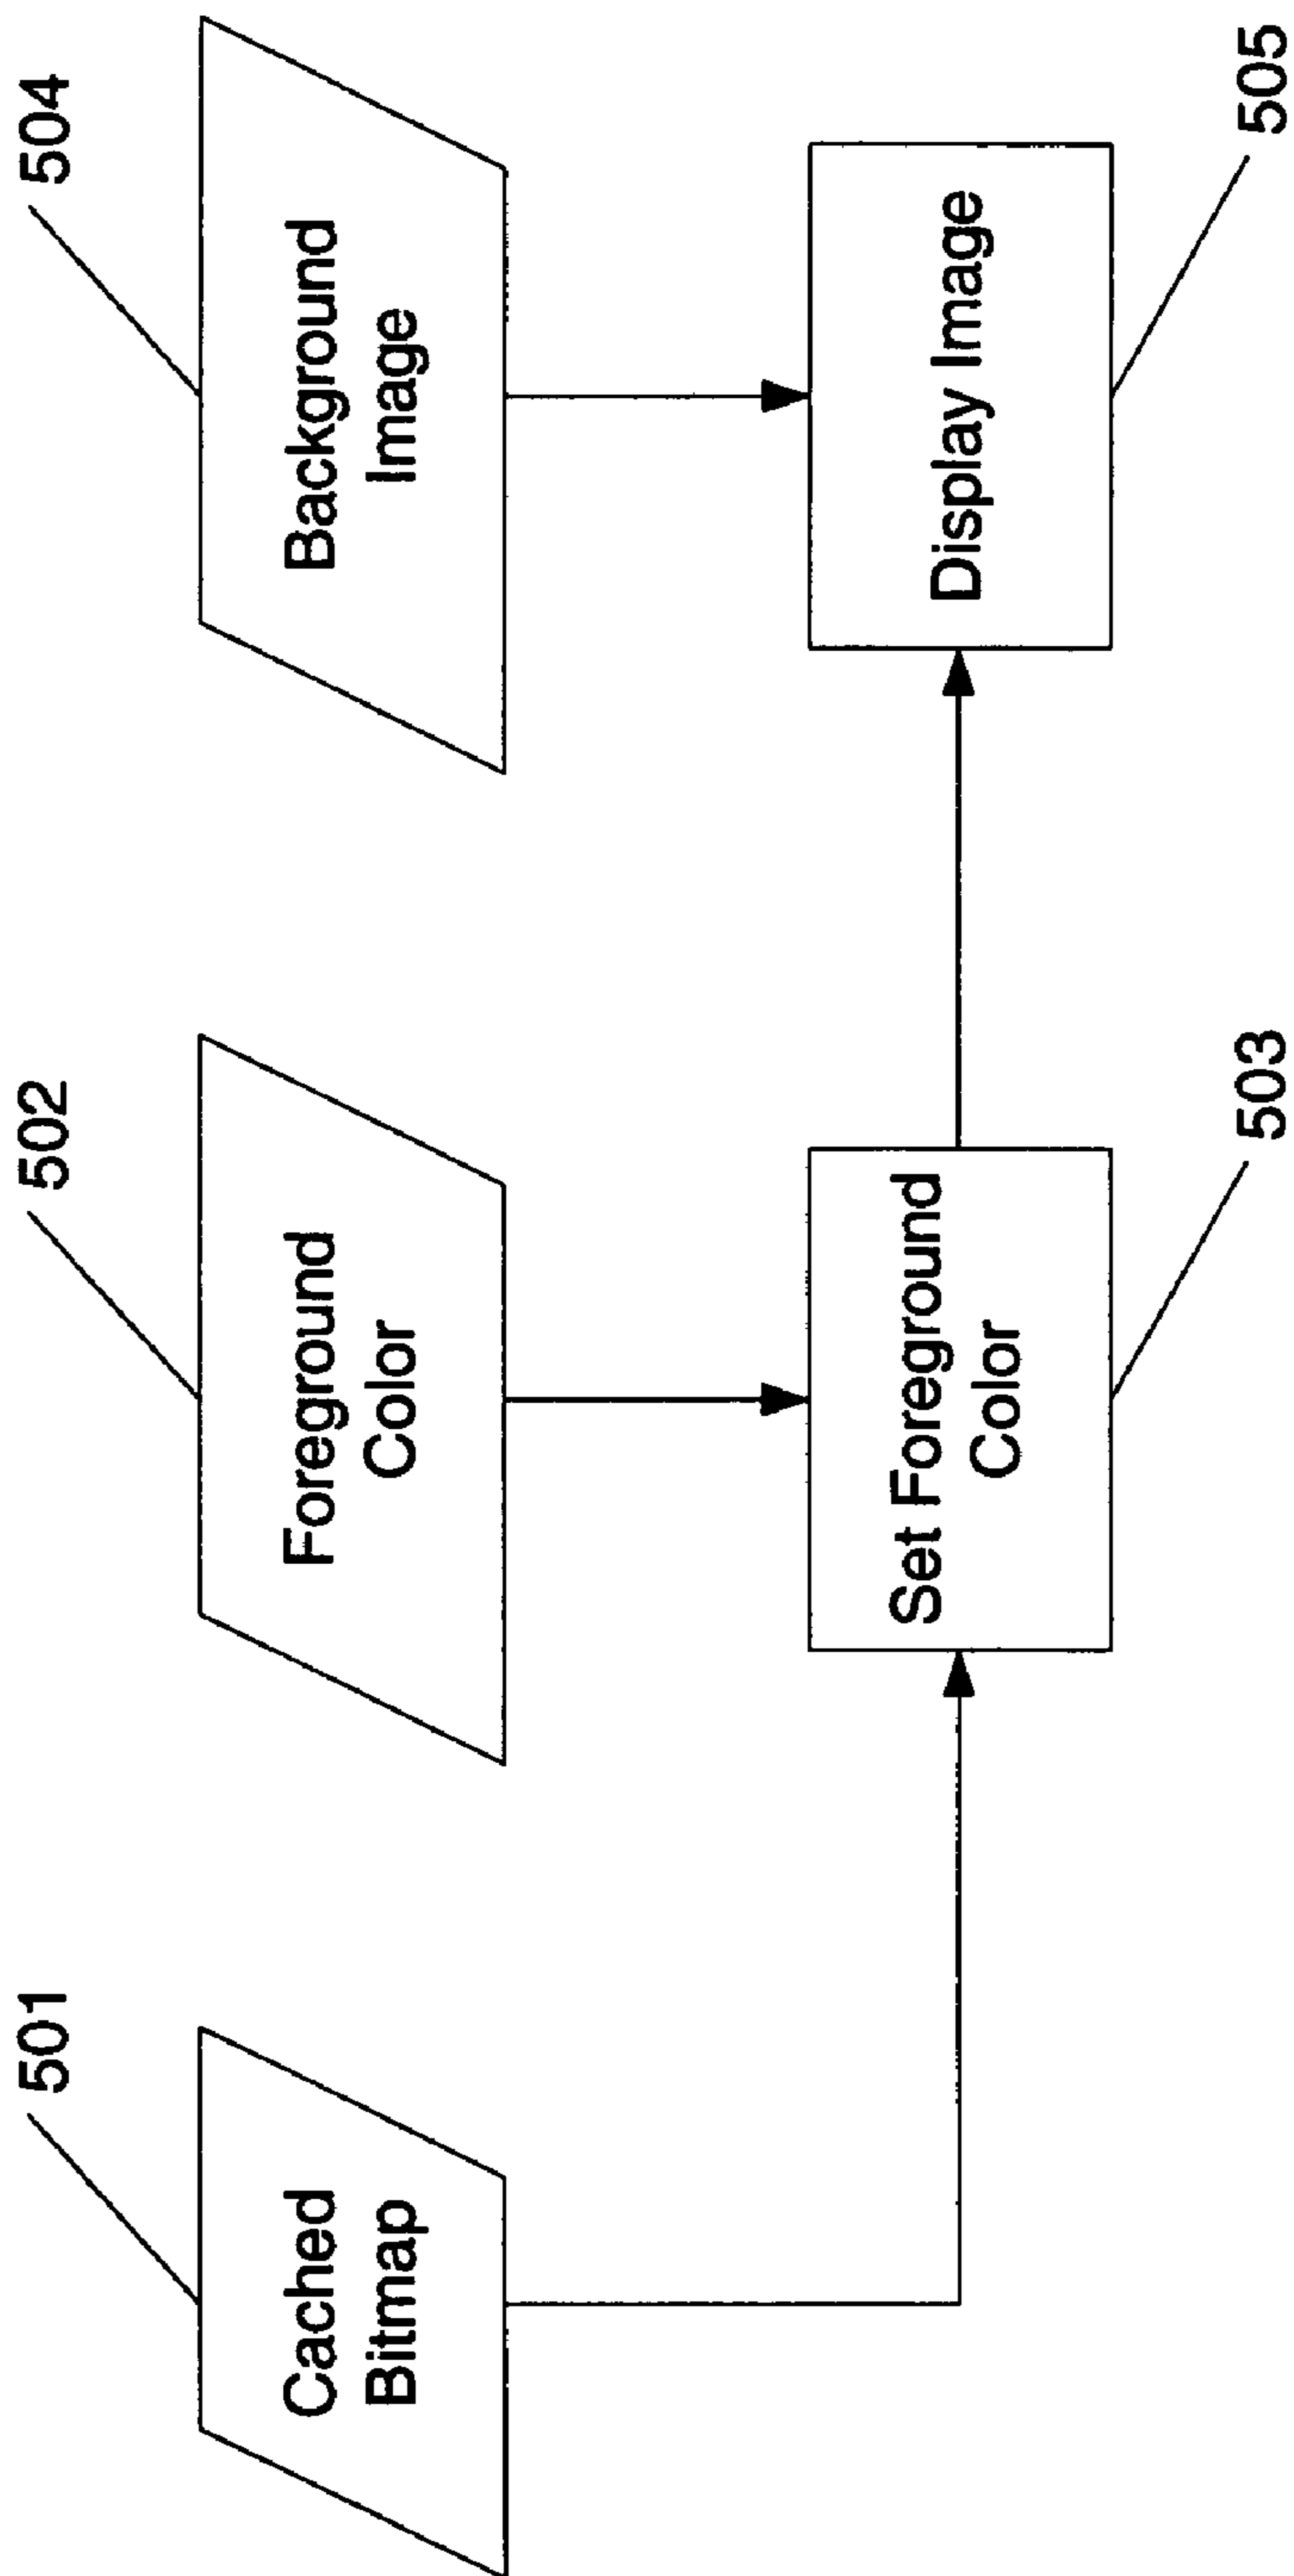 501
Cached
Bitmap
502
Foreground
Color
504
Background
Image
Set Foreground
Color
503
Display Image
505